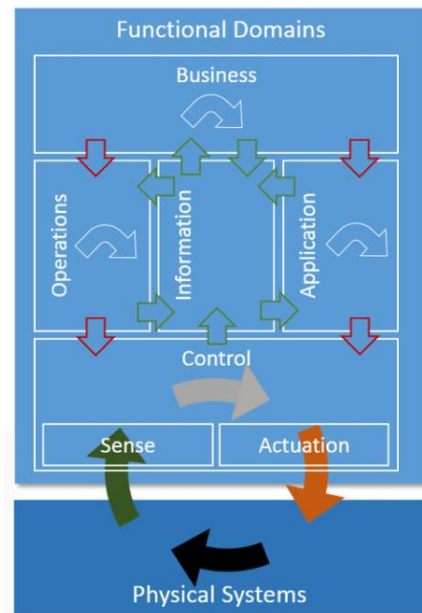 Functional Domains
Business
Operations
Information
Application
Control
Sense
Actuation
Physical Systems